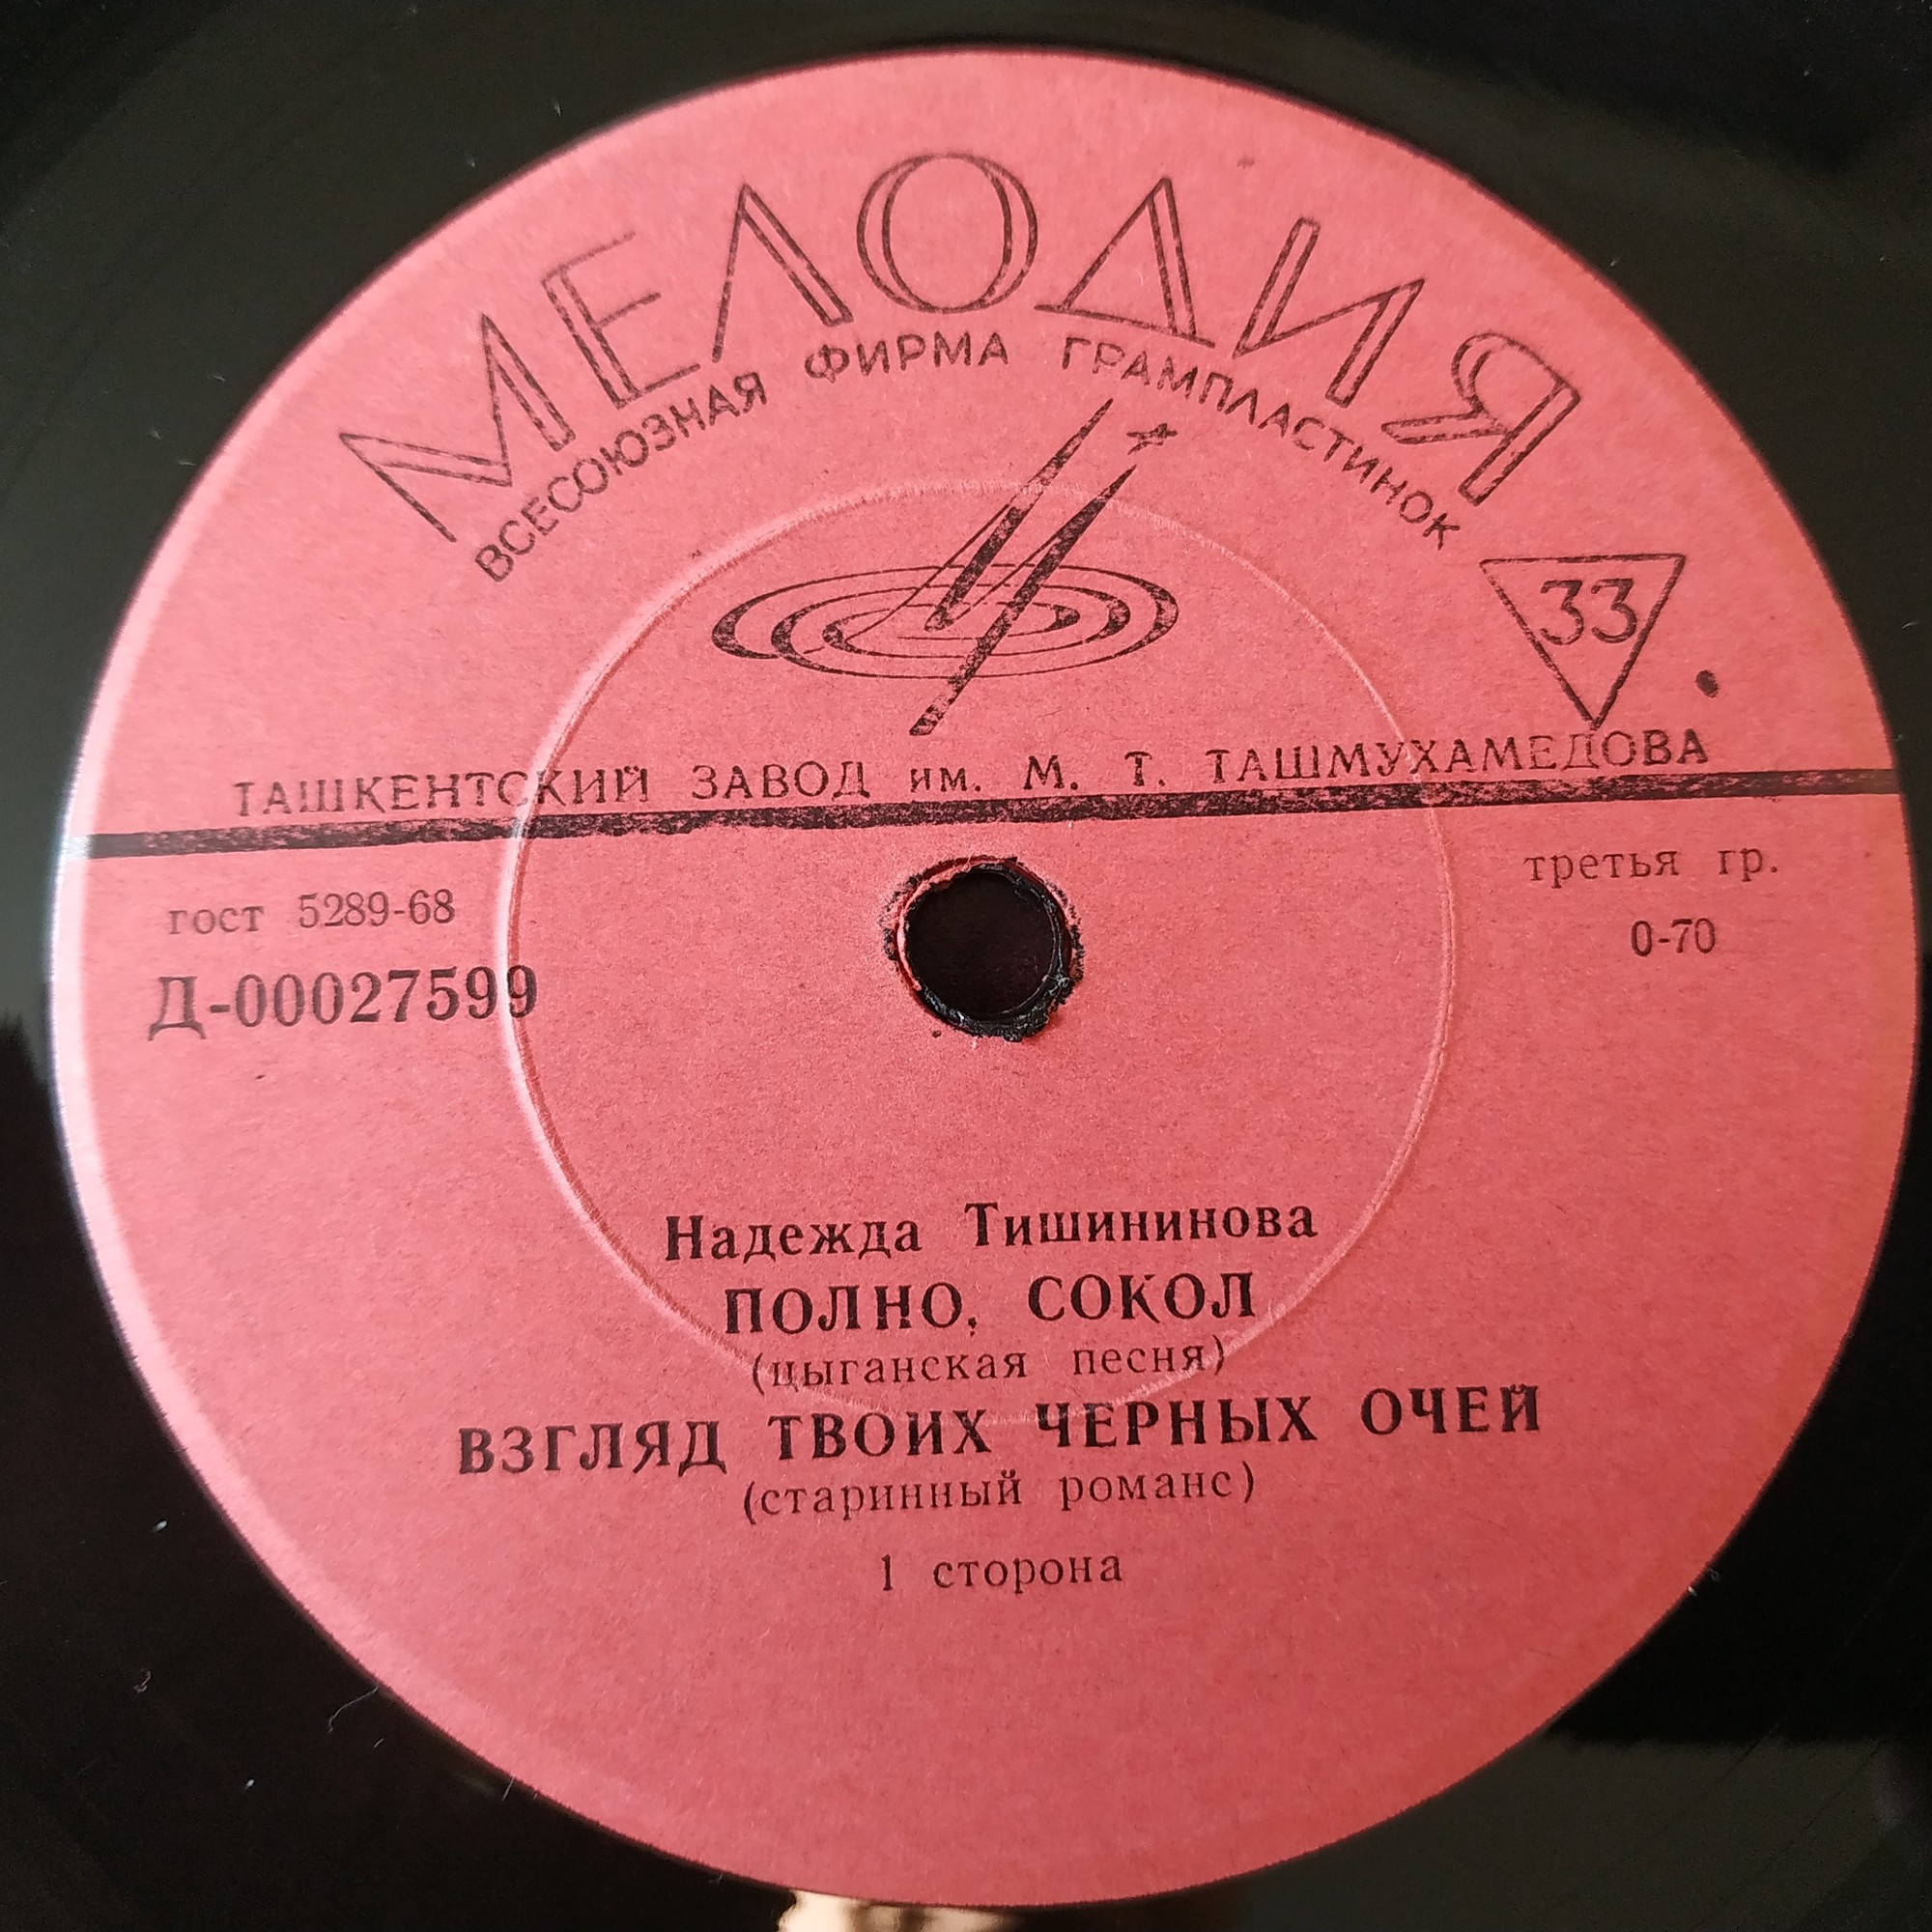 МЕЛОДИЯ
ВСЕСОЮЗНАЯ ФИРМА ГРАМПЛАСТИНОК
33
ТАШКЕНТСКИЙ ЗАВОД им. М. Т. ТАШМУХАМЕДОВА
гост 5289-68
третья гр.
Д-00027599
0-70
Надежда Тишининова
ПОЛНО, СОКОЛ
(цыганская песня)
ВЗГЛЯД ТВОИХ ЧЕРНЫХ ОЧЕЙ
(старинный романс)
1 сторона